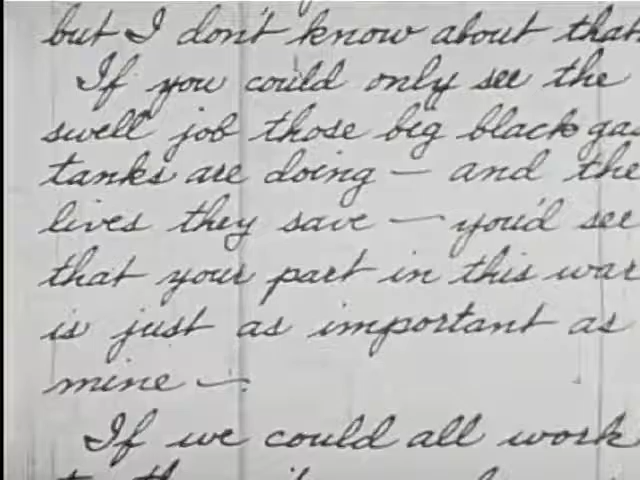 but I don't know about that
If you could only see the
swell job those big black ga
tanks are doing — and the
lives they save — you'd see
that your part in this war
is just as important as
mine —.
If we could all work